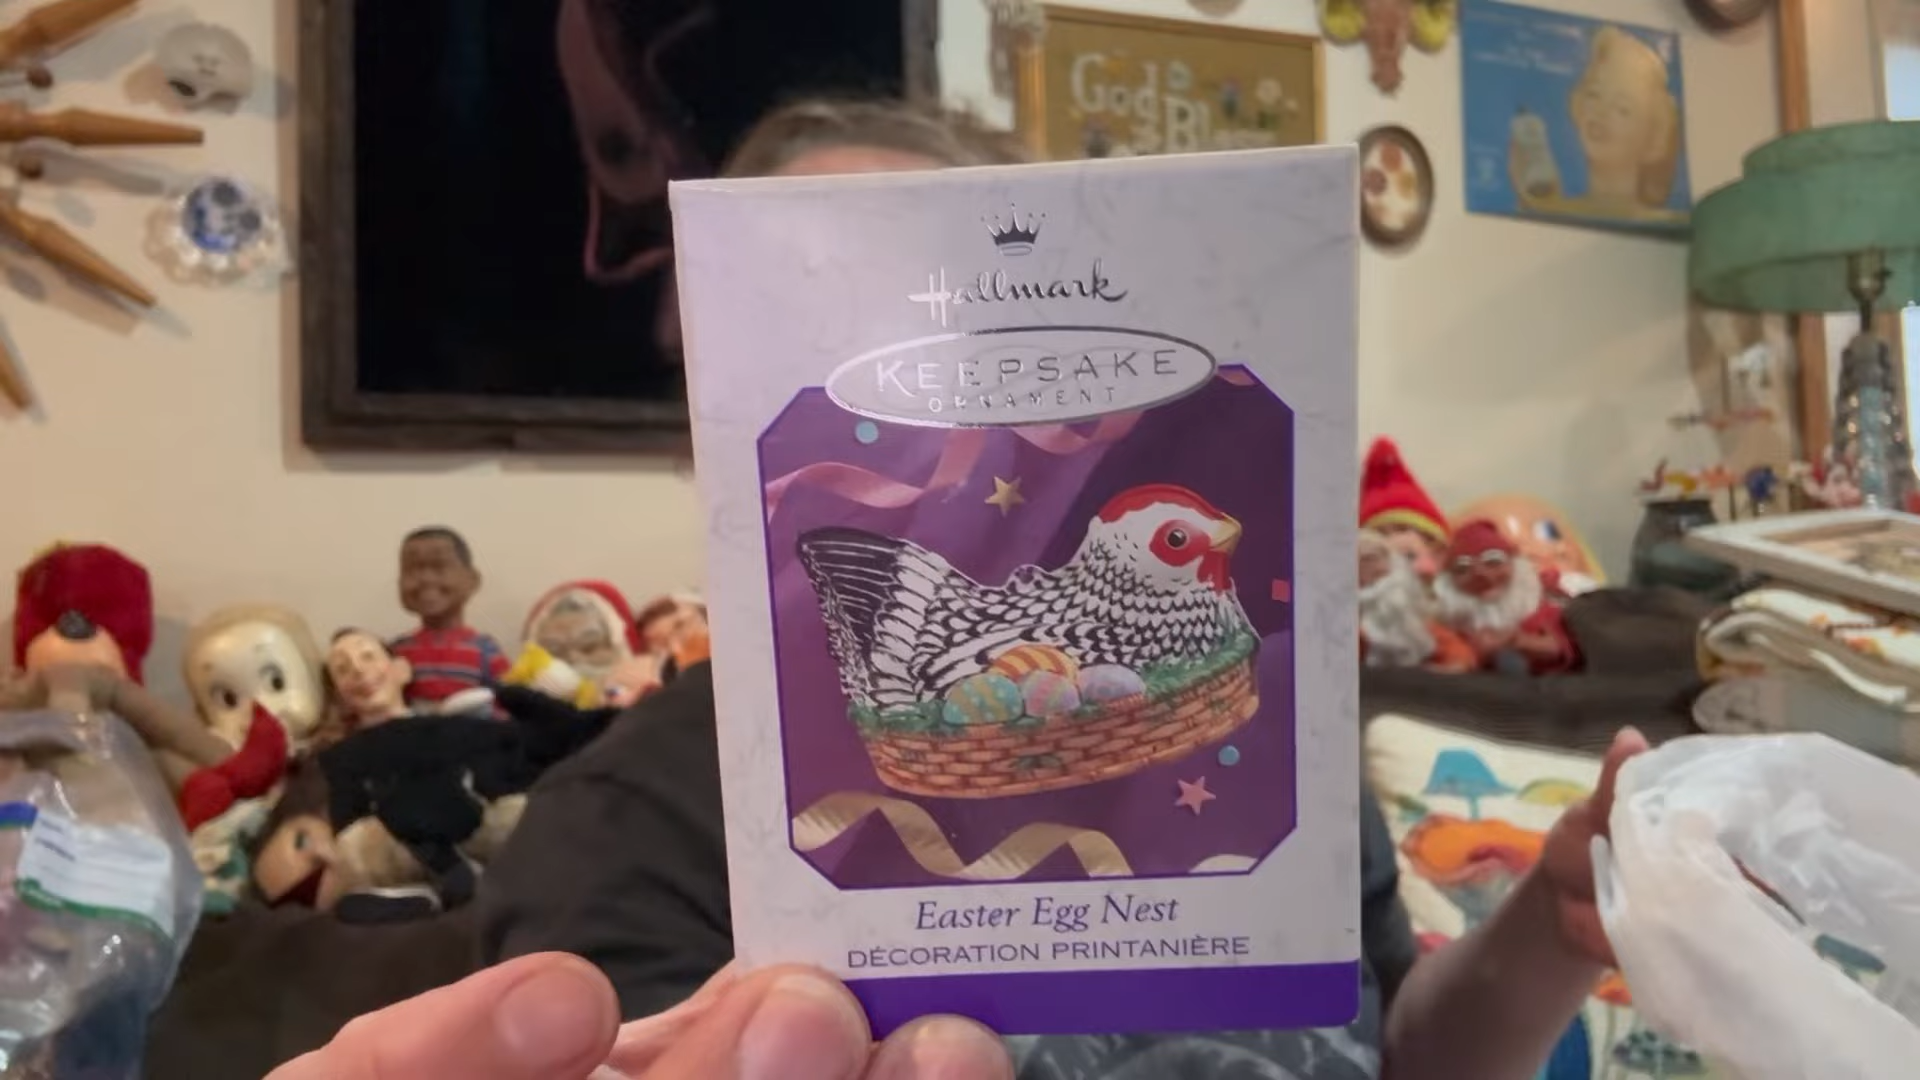 God
Hallmark
KEEPSAKE
ORNAMENT
Easter Egg Nest
DÉCORATION PRINTANIÈRE